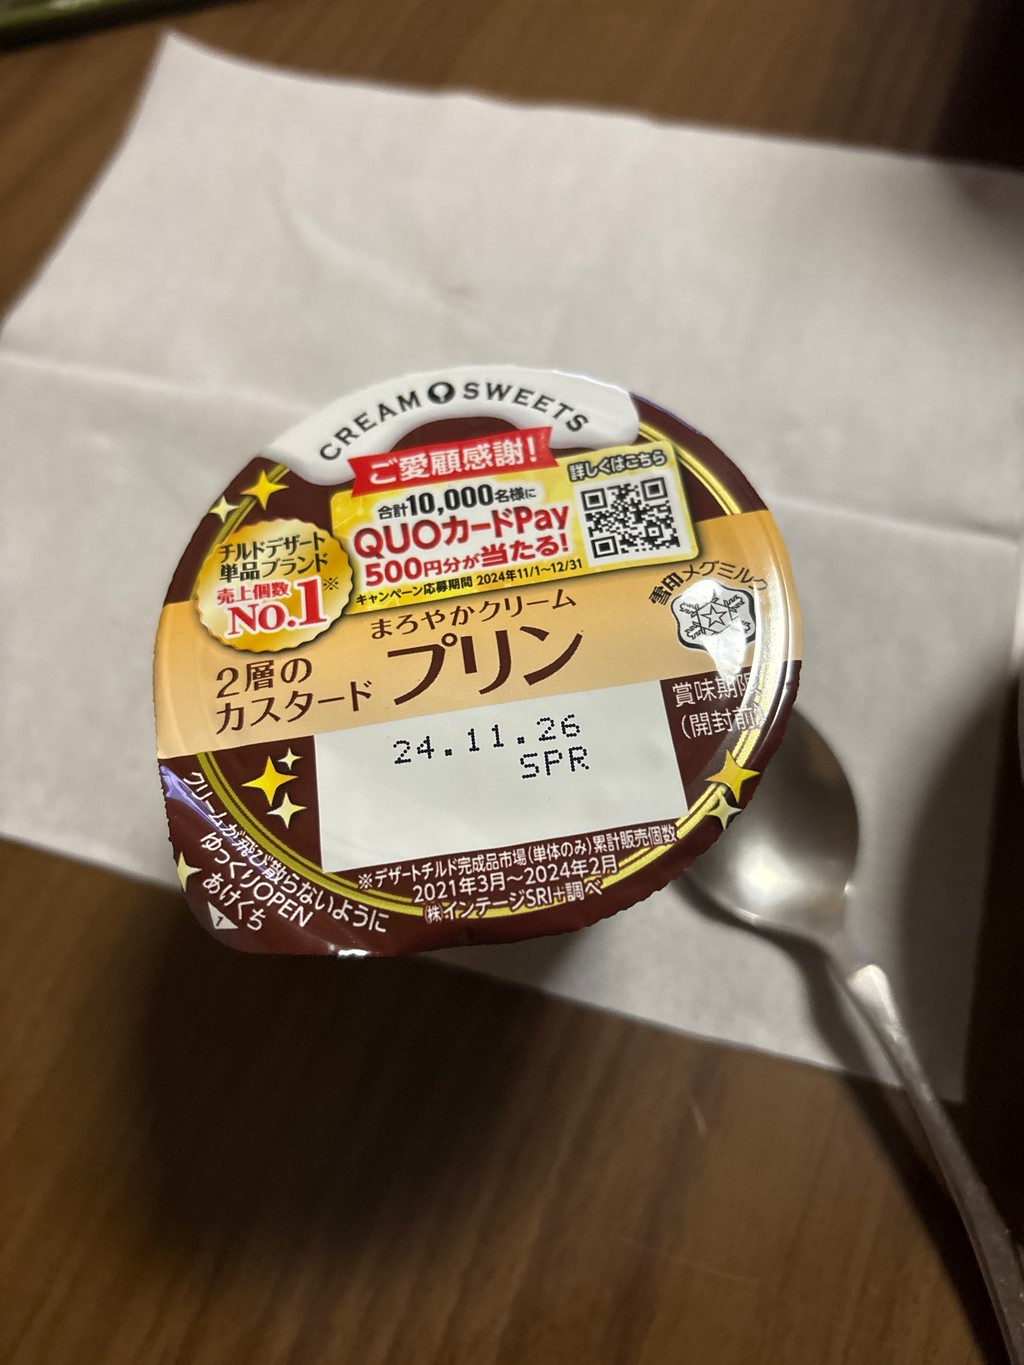 CREAM SWEETS
ご愛顧感謝!
詳しくはこちら
合計10,000名様に
QUOカードPay
500円分が当たる!
キャンペーン応募期間 2024年11/1〜12/31
チルドデザート
単品ブランド
売上個数※
NO.1
雪印メグミルク
まろやかクリーム
プリン
2層の
カスタード
賞味期限
(開封前)
24.11.26
SPR
※デザートチルド完成品市場(単体のみ)累計販売個数
2021年3月〜2024年2月
㈱インテージSRI+調べ
クリームが飛び散らないように
ゆっくりOPEN
あけくち
1